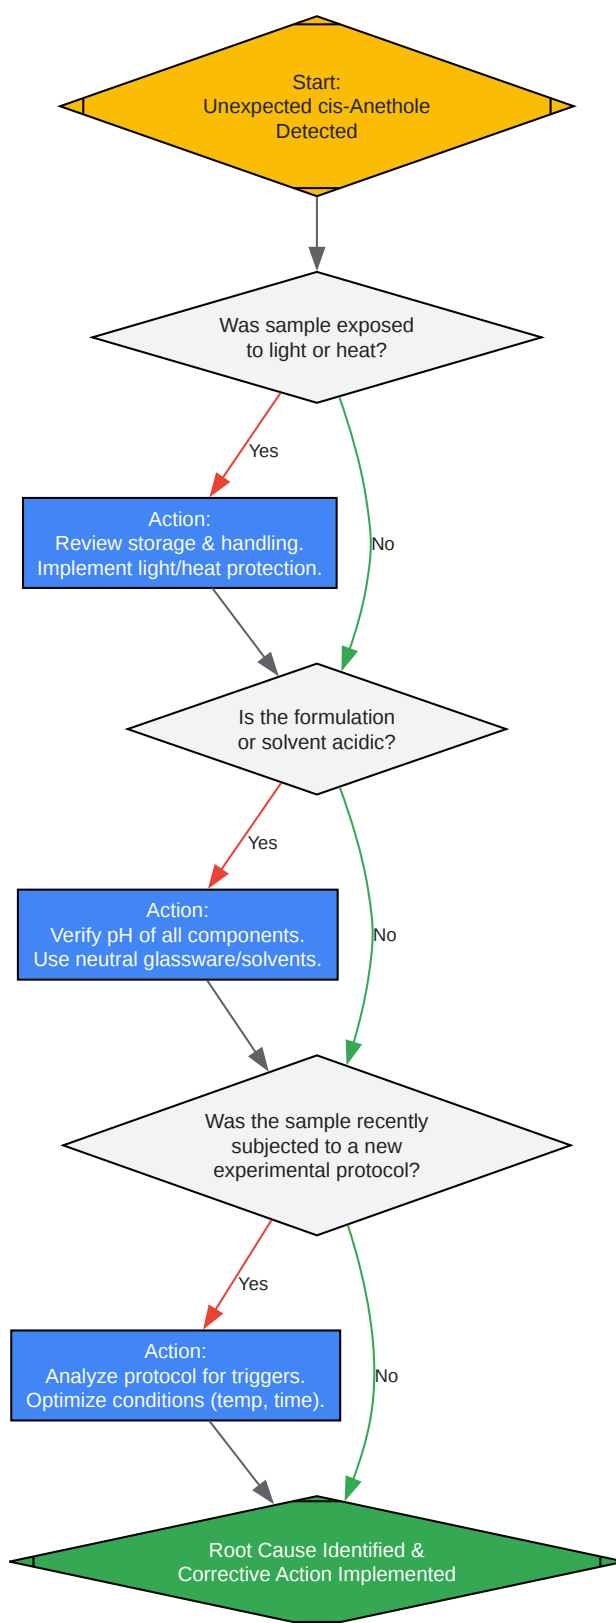 Start:
Unexpected cis-Anethole
Detected
Was sample exposed
to light or heat?
Yes
No
Action:
Review storage & handling.
Implement light/heat protection.
Is the formulation
or solvent acidic?
Yes
No
Action:
Verify pH of all components.
Use neutral glassware/solvents.
Was the sample recently
subjected to a new
experimental protocol?
Yes
No
Action:
Analyze protocol for triggers.
Optimize conditions (temp, time).
Root Cause Identified &
Corrective Action Implemented